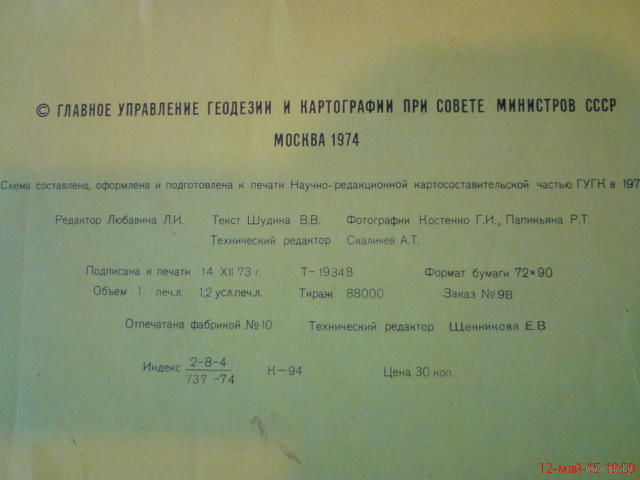 © ГЛАВНОЕ УПРАВЛЕНИЕ ГЕОДЕЗИИ И КАРТОГРАФИИ ПРИ СОВЕТЕ МИНИСТРОВ СССР
МОСКВА 1974
Схема составлена, оформлена и подготовлена к печати Научно-редакционной картосоставительской частью ГУГК в 197
Редактор Любавича Л.И. Текст Шудина В.В. Фотографии Костенко Г.И., Папикьяна Р.Т.
Технический редактор Скаличев А.Т.
Подписана к печати 14 XII 73 г. Т-19348 Формат бумаги 72×90
Объем 1 печ.л. 1,2 усл.печ.л. Тираж 88000 Заказ №98
Отпечатана фабрикой №10 Технический редактор Щенникова Е.В
Индекс 2-8-4 К-94 Цена 30 коп.
737-74
12-май-15